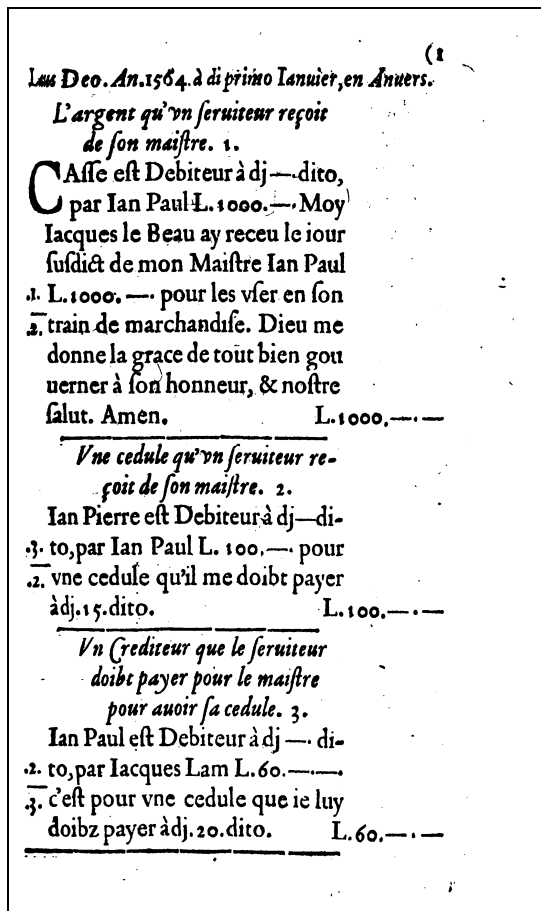 (1
Laus Deo. An. 1564. à di primo Ianuier, en Anuers.
L'argent qu'vn ſeruiteur reçoit
de ſon maiſtre. 1.
CAſſe eſt Debiteur à dj—.dito,
par Ian Paul L. 1000.—. Moy
Iacques le Beau ay receu le iour
ſuſdict de mon Maiſtre Ian Paul
.1. L.1000. —. pour les vſer en ſon
2. train de marchandiſe. Dieu me
donne la grace de tout bien gou
uerner à ſon honneur, & noſtre
ſalut. Amen. L.1000.—.—
Vne cedule qu'vn ſeruiteur re-
çoit de ſon maiſtre. 2.
Ian Pierre eſt Debiteur à dj—di-
.3. to, par Ian Paul L. 100.—. pour
.2. vne cedule qu'il me doibt payer
àdj.15.dito. L.100.—.—
Vn Crediteur que le ſeruiteur
doibt payer pour le maiſtre
pour auoir ſa cedule. 3.
Ian Paul eſt Debiteur à dj —. di-
.2. to, par Iacques Lam L.60.—.—.
3. c'eſt pour vne cedule que ie luy
doibz payer àdj.20.dito. L.60.—.—